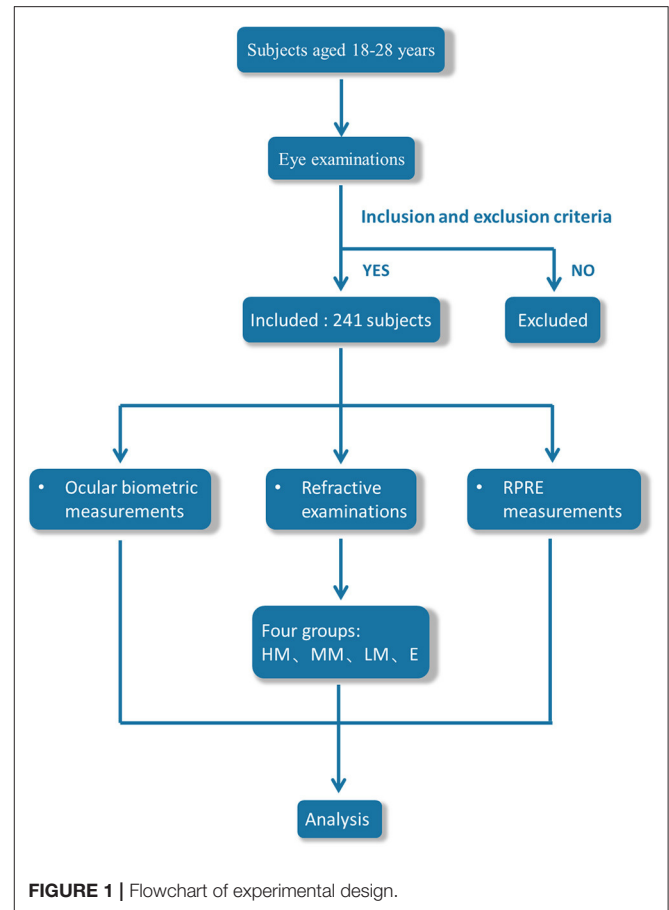 Subjects aged 18-28 years
Eye examinations
Inclusion and exclusion criteria
YES
NO
Included : 241 subjects
Excluded
• Ocular biometric
measurements
• Refractive
examinations
• RPRE
measurements
Four groups:
HM、MM、LM、E
Analysis
FIGURE 1 | Flowchart of experimental design.